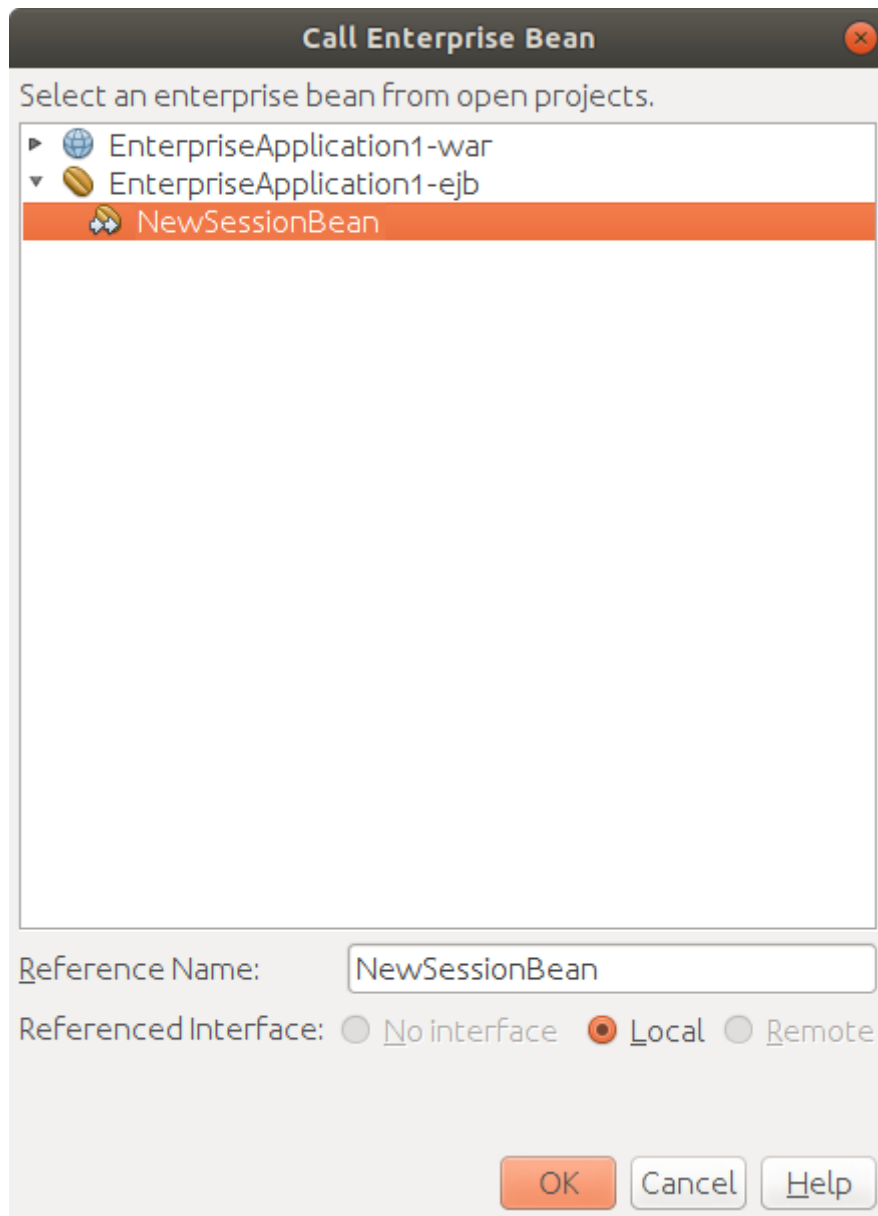 Call Enterprise Bean
Select an enterprise bean from open projects.
EnterpriseApplication1-war
EnterpriseApplication1-ejb
NewSessionBean
Reference Name: NewSessionBean
Referenced Interface: No interface Local Remote
OK Cancel Help